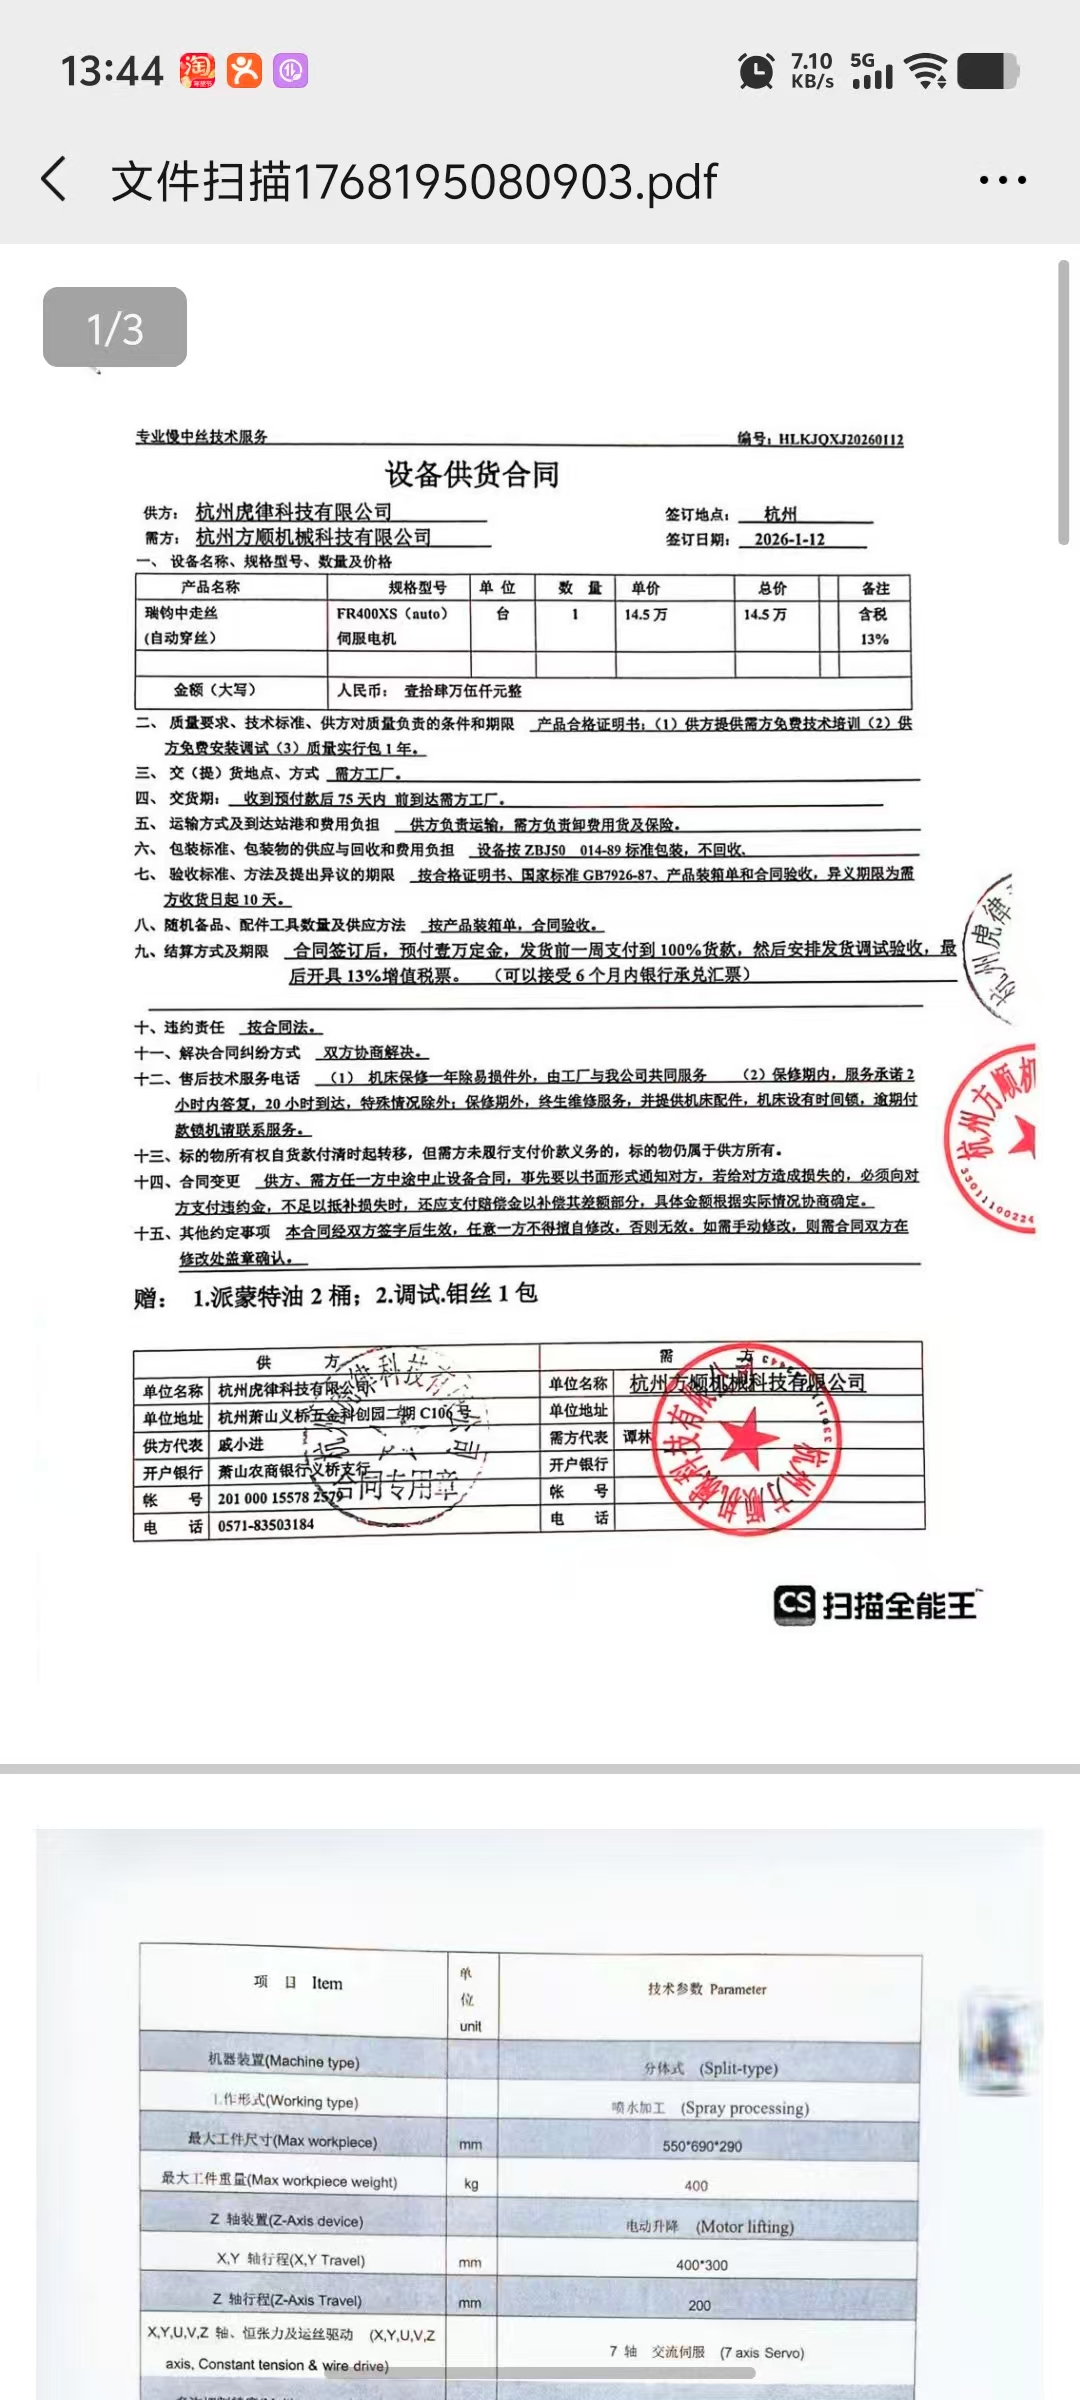 13:44
7.10 KB/s 5G
文件扫描1768195080903.pdf
1/3
专业慢中丝技术服务 编号：HLKJQXJ20260112
设备供货合同
供方： 杭州虎律科技有限公司 签订地点： 杭州
需方： 杭州方顺机械科技有限公司 签订日期： 2026-1-12
一、 设备名称、规格型号、数量及价格
产品名称 规格型号 单 位 数 量 单价 总价 备注
瑞钧中走丝 FR400XS（auto） 台 1 14.5 万 14.5 万 含税
(自动穿丝） 伺服电机 13%
金额（大写） 人民币： 壹拾肆万伍仟元整
二、 质量要求、技术标准、供方对质量负责的条件和期限 产品合格证明书：（1）供方提供需方免费技术培训（2）供
方免费安装调试（3）质量实行包 1 年。
三、 交（提）货地点、方式 需方工厂。
四、 交货期： 收到预付款后 75 天内 前到达需方工厂。
五、 运输方式及到达站港和费用负担 供方负责运输，需方负责卸费用货及保险。
六、 包装标准、包装物的供应与回收和费用负担 设备按 ZBJ50 014-89 标准包装，不回收、
七、 验收标准、方法及提出异议的期限 按合格证明书、国家标准 GB7926-87、产品装箱单和合同验收，异义期限为需
方收货日起 10 天。
八、随机备品、配件工具数量及供应方法 按产品装箱单，合同验收。
九、结算方式及期限 合同签订后，预付壹万定金，发货前一周支付到 100%货款，然后安排发货调试验收，最
后开具 13%增值税票。 （可以接受 6 个月内银行承兑汇票）
十、违约责任 按合同法。
十一、解决合同纠纷方式 双方协商解决。
十二、售后技术服务电话 （1） 机床保修一年除易损件外，由工厂与我公司共同服务 （2）保修期内，服务承诺 2
小时内答复，20 小时到达，特殊情况除外；保修期外，终生维修服务，并提供机床配件，机床设有时间锁，逾期付
款锁机请联系服务。
十三、标的物所有权自货款付清时起转移，但需方未履行支付价款义务的，标的物仍属于供方所有。
十四、合同变更 供方、需方任一方中途中止设备合同，事先要以书面形式通知对方，若给对方造成损失的，必须向对
方支付违约金，不足以抵补损失时，还应支付赔偿金以补偿其差额部分，具体金额根据实际情况协商确定。
十五、其他约定事项 本合同经双方签字后生效，任意一方不得擅自修改，否则无效。如需手动修改，则需合同双方在
修改处盖章确认。
杭州虎律
杭州方顺机
330111100224
赠： 1.派蒙特油 2 桶；2.调试.钼丝 1 包
供 方 需 方
单位名称 杭州虎律科技有限公司 单位名称 杭州方顺机械科技有限公司
单位地址 杭州萧山义桥五金科创园二期 C106 号 单位地址
供方代表 戚小进 需方代表 谭林
开户银行 萧山农商银行义桥支行 开户银行
帐 号 201 000 15578 2579 帐 号
电 话 0571-83503184 电 话
合同专用章
杭州方顺机械科技有限公司
CS 扫描全能王
项 目 Item 单位 unit 技术参数 Parameter
机器装置(Machine type) 分体式 (Split-type)
工作形式(Working type) 喷水加工 (Spray processing)
最大工件尺寸(Max workpiece) mm 550*690*290
最大工件重量(Max workpiece weight) kg 400
Z 轴装置(Z-Axis device) 电动升降 (Motor lifting)
X,Y 轴行程(X,Y Travel) mm 400*300
Z 轴行程(Z-Axis Travel) mm 200
X,Y,U,V,Z 轴、恒张力及运丝驱动 (X,Y,U,V,Z
axis, Constant tension & wire drive) 7 轴 交流伺服 (7 axis Servo)